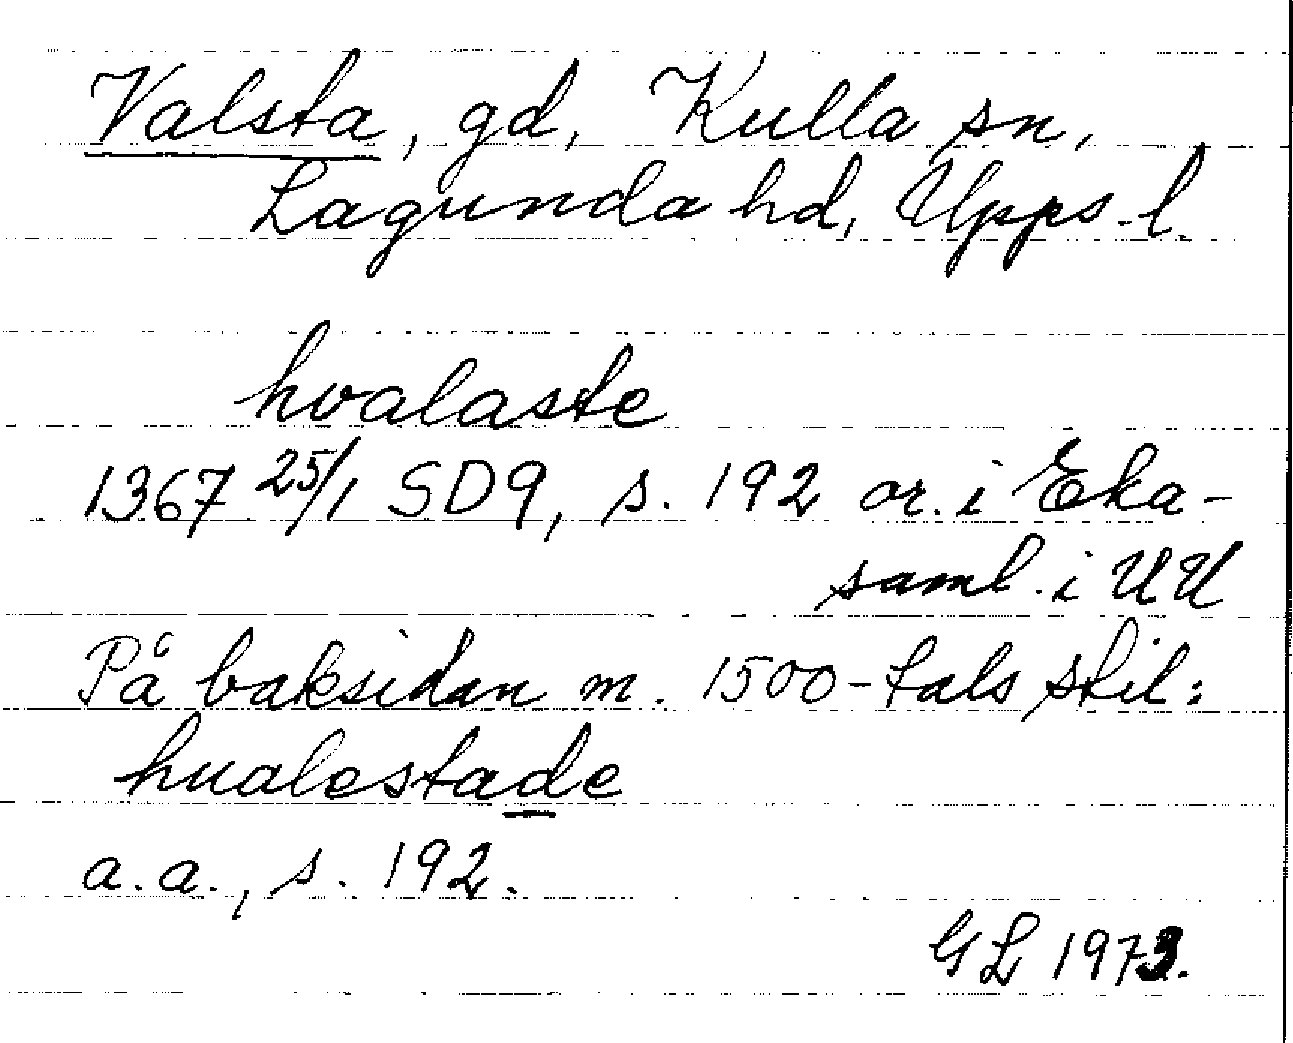 Valsta, gd, Kulla sn,
Lagunda hd, Upps. l.
hvalaste
1367 25/1 SD9, s. 192 or. i Eka-
saml. i UU
På baksidan m. 1500-tals stil:
hualestade
a.a., s. 192.
GL 1973.